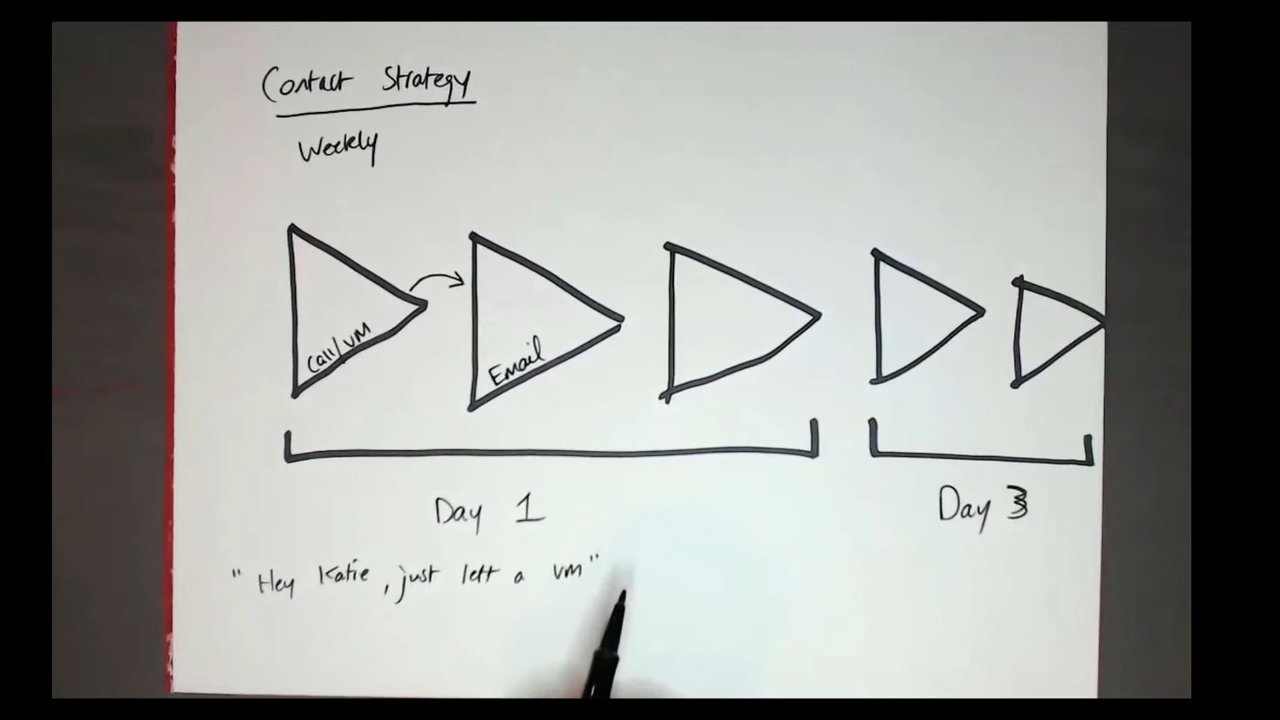 Contact Strategy
Weekly
Call/VM
Email
Day 1
Day 3
"Hey Katie, just left a vm"